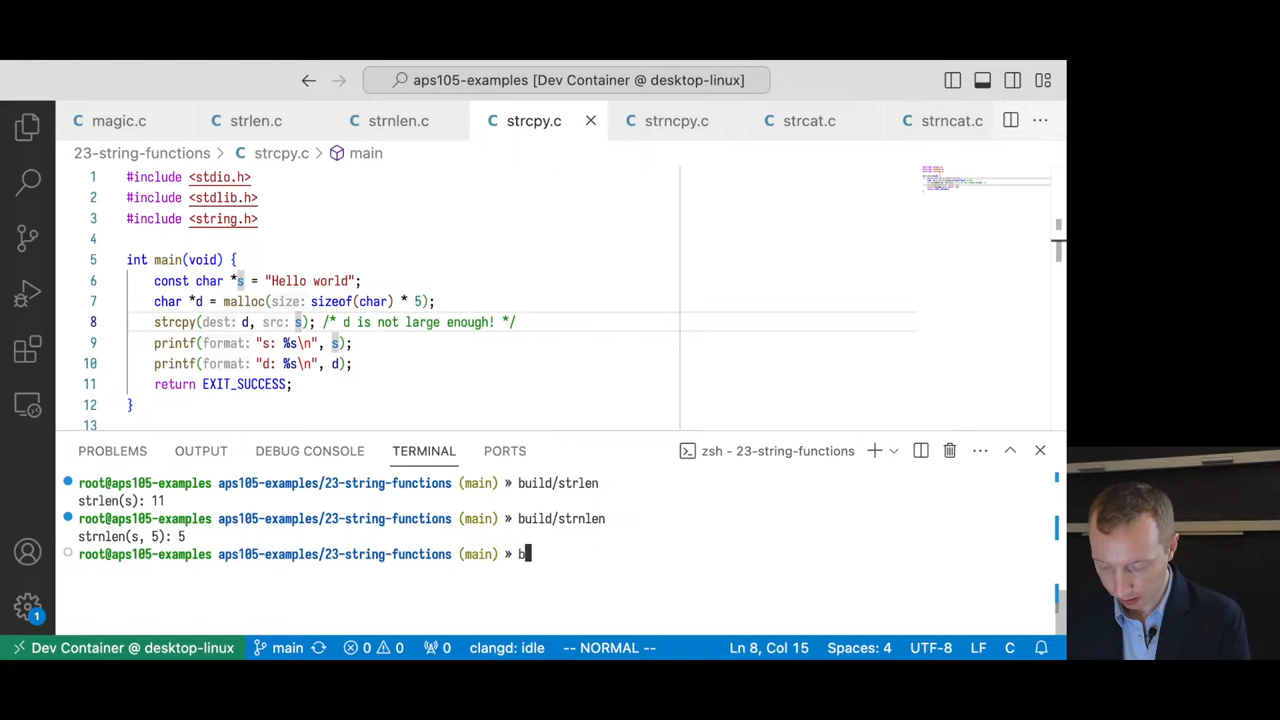 aps105-examples [Dev Container @ desktop-linux]
magic.c strlen.c strnlen.c strcpy.c strncpy.c strcat.c strncat.c
23-string-functions > C strcpy.c > main
1 #include <stdio.h>
2 #include <stdlib.h>
3 #include <string.h>
4
5 int main(void) {
6 const char *s = "Hello world";
7 char *d = malloc(size: sizeof(char) * 5);
8 strcpy(dest: d, src: s); /* d is not large enough! */
9 printf(format: "s: %s\n", s);
10 printf(format: "d: %s\n", d);
11 return EXIT_SUCCESS;
12 }
13
PROBLEMS OUTPUT DEBUG CONSOLE TERMINAL PORTS zsh - 23-string-functions
root@aps105-examples aps105-examples/23-string-functions (main) » build/strlen
strlen(s): 11
root@aps105-examples aps105-examples/23-string-functions (main) » build/strnlen
strnlen(s, 5): 5
root@aps105-examples aps105-examples/23-string-functions (main) » b
1
Dev Container @ desktop-linux main 0 0 0 clangd: idle -- NORMAL -- Ln 8, Col 15 Spaces: 4 UTF-8 LF C